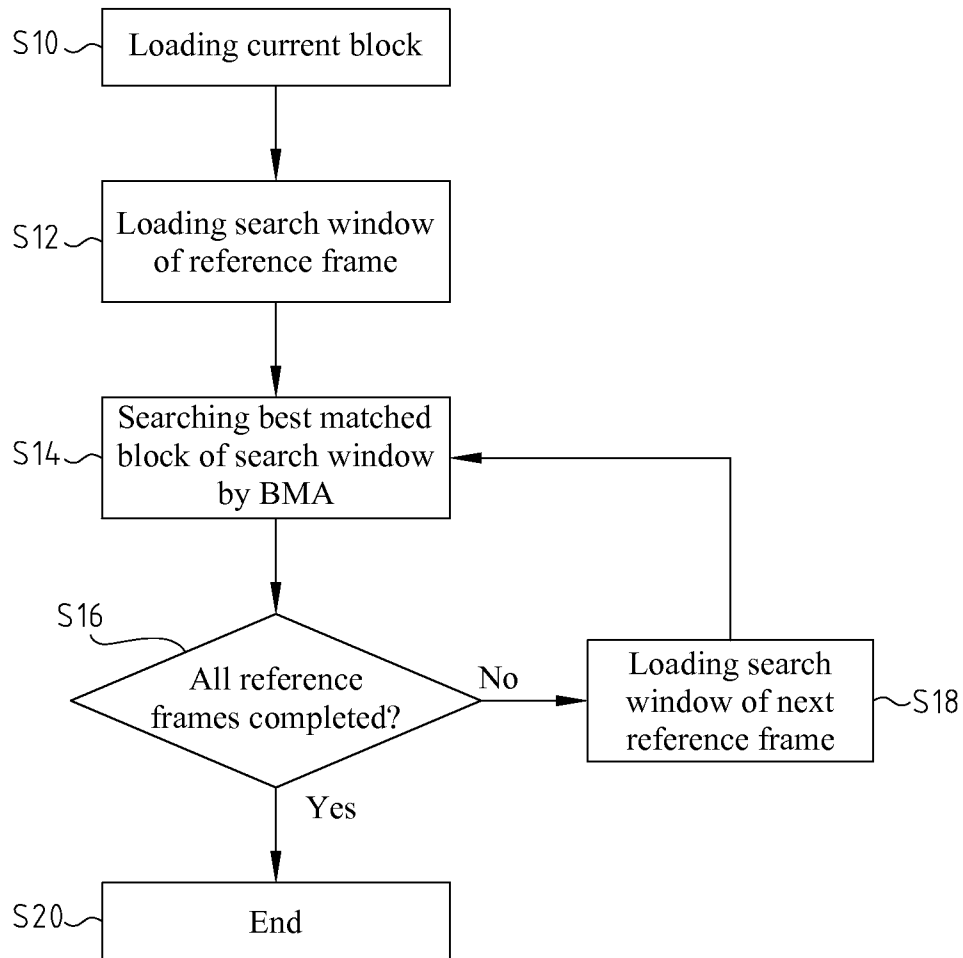 S10
Loading current block
S12
Loading search window
of reference frame
S14
Searching best matched
block of search window
by BMA
S16
All reference
frames completed?
No
Loading search
window of next
reference frame
S18
Yes
S20
End